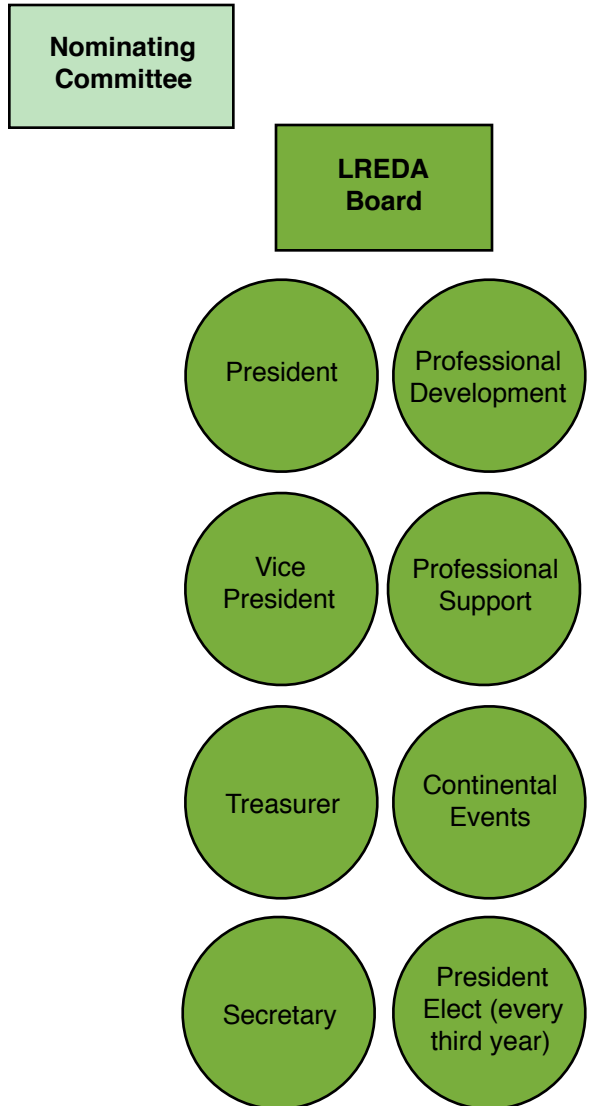 Nominating
Committee
LREDA
Board
President
Professional
Development
Vice
President
Professional
Support
Treasurer
Continental
Events
Secretary
President
Elect (every
third year)